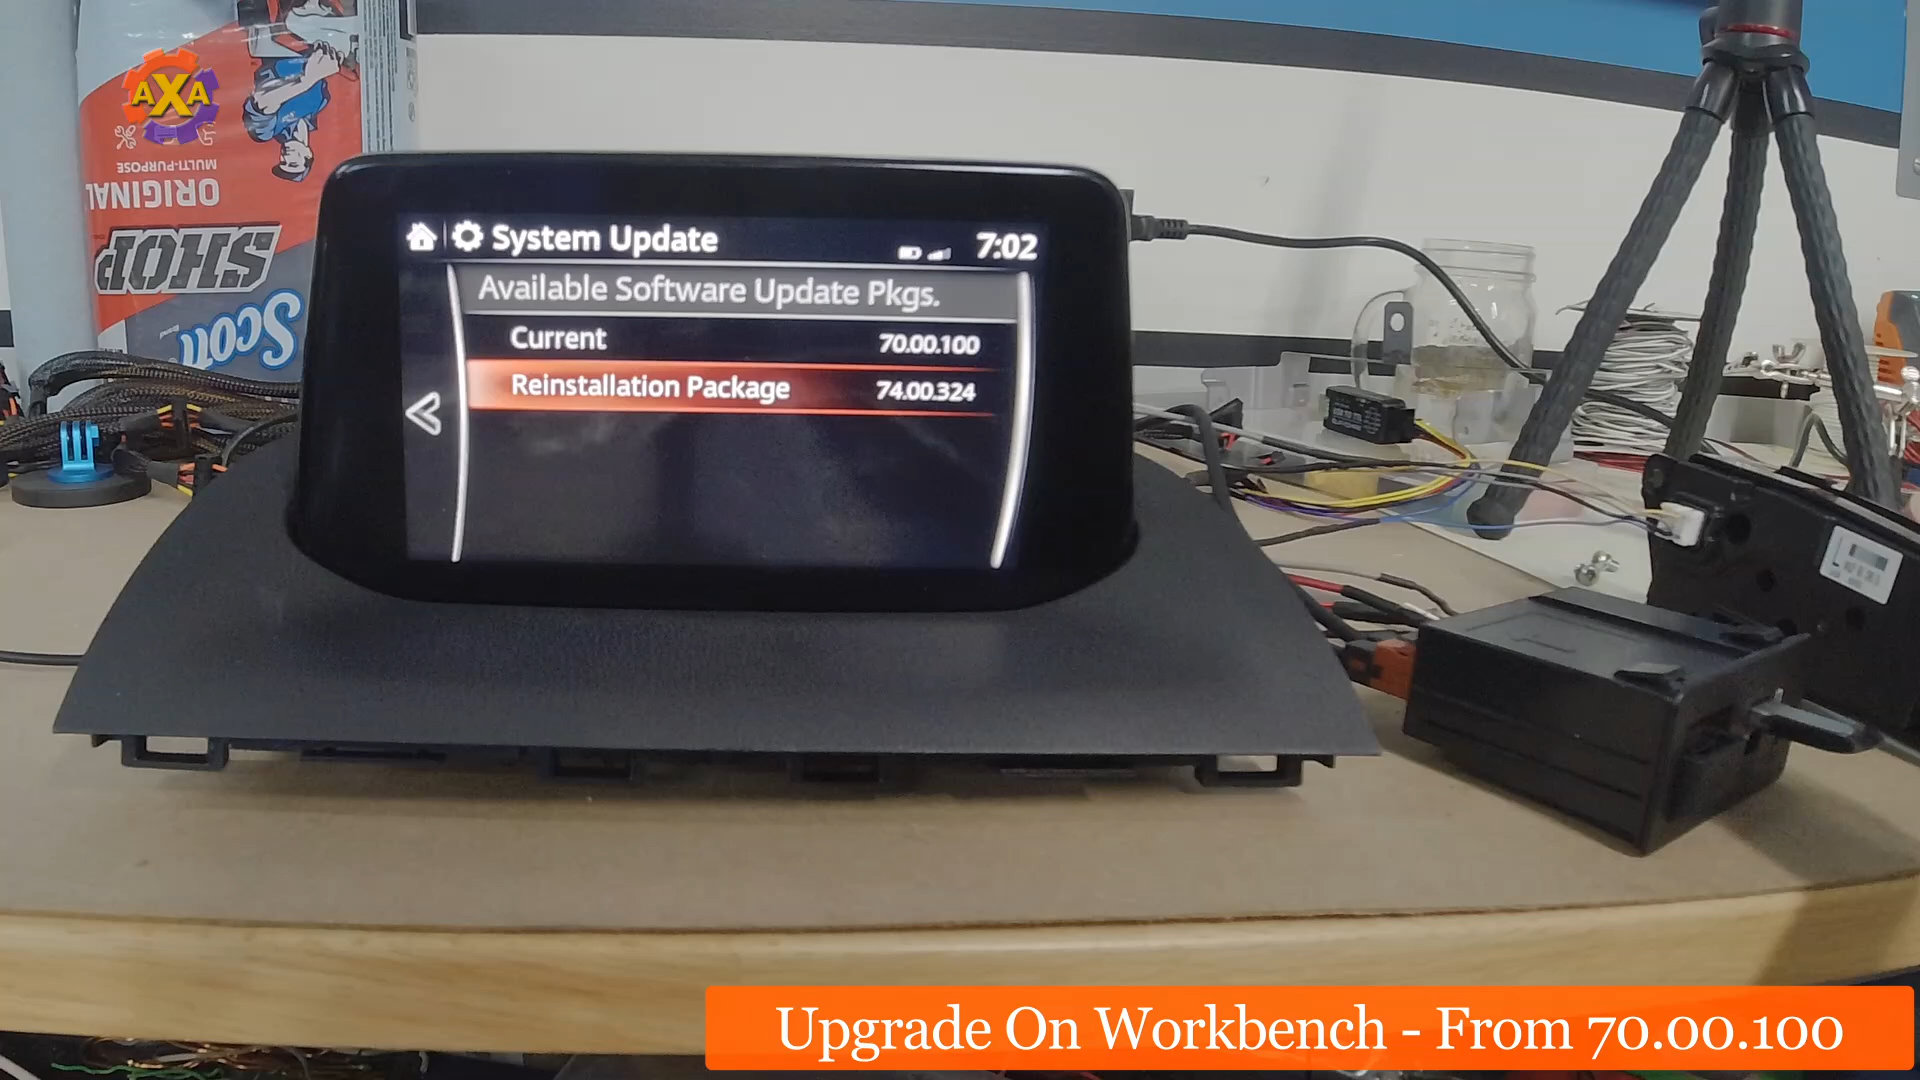 AXA
MULTI-PURPOSE
ORIGINAL
SHOP
Scott
System Update
7:02
Available Software Update Pkgs.
Current 70.00.100
Reinstallation Package 74.00.324
Upgrade On Workbench - From 70.00.100